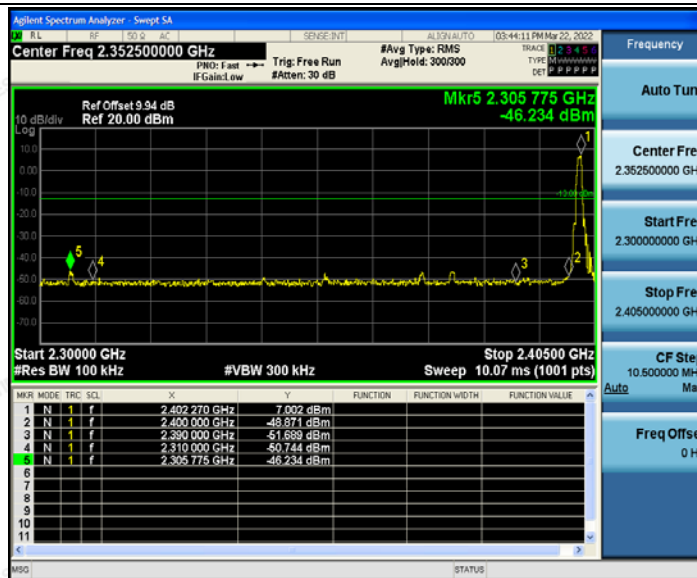 Agilent Spectrum Analyzer - Swept SA
RL RF 50 Ω AC SENSE:INT ALIGNAUTO 03:44:11 PM Mar 22, 2022
Center Freq 2.352500000 GHz #Avg Type: RMS TRACE 1 2 3 4 5 6
PNO: Fast Trig: Free Run Avg|Hold: 300/300 TYPE M
IFGain:Low #Atten: 30 dB DET P P P P P P
Frequency
Auto Tun
Center Fre
2.352500000 GH
Start Fre
2.300000000 GH
Stop Fre
2.405000000 GH
CF Ste
10.500000 MH
Auto Ma
Freq Offse
0 H
Mkr5 2.305 775 GHz
-46.234 dBm
Ref Offset 9.94 dB
10 dB/div Ref 20.00 dBm
Log
10.0
0.00
-10.0
-20.0
-30.0
-40.0
-50.0
-60.0
-70.0
1
2
3
4
5
Start 2.30000 GHz Stop 2.40500 GHz
#Res BW 100 kHz #VBW 300 kHz Sweep 10.07 ms (1001 pts)
MKR MODE TRC SCL X Y FUNCTION FUNCTION WIDTH FUNCTION VALUE
1 N 1 f 2.402 270 GHz 7.002 dBm
2 N 1 f 2.400 000 GHz -48.871 dBm
3 N 1 f 2.390 000 GHz -51.689 dBm
4 N 1 f 2.310 000 GHz -50.744 dBm
5 N 1 f 2.305 775 GHz -46.234 dBm
6
7
8
9
10
11
MSG STATUS